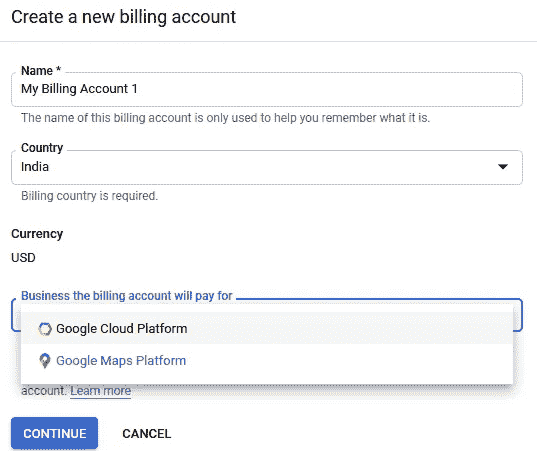 Create a new billing account
Name *
My Billing Account 1
The name of this billing account is only used to help you remember what it is.
Country
India
Billing country is required.
Currency
USD
Business the billing account will pay for
Google Cloud Platform
Google Maps Platform
account. Learn more
CONTINUE CANCEL